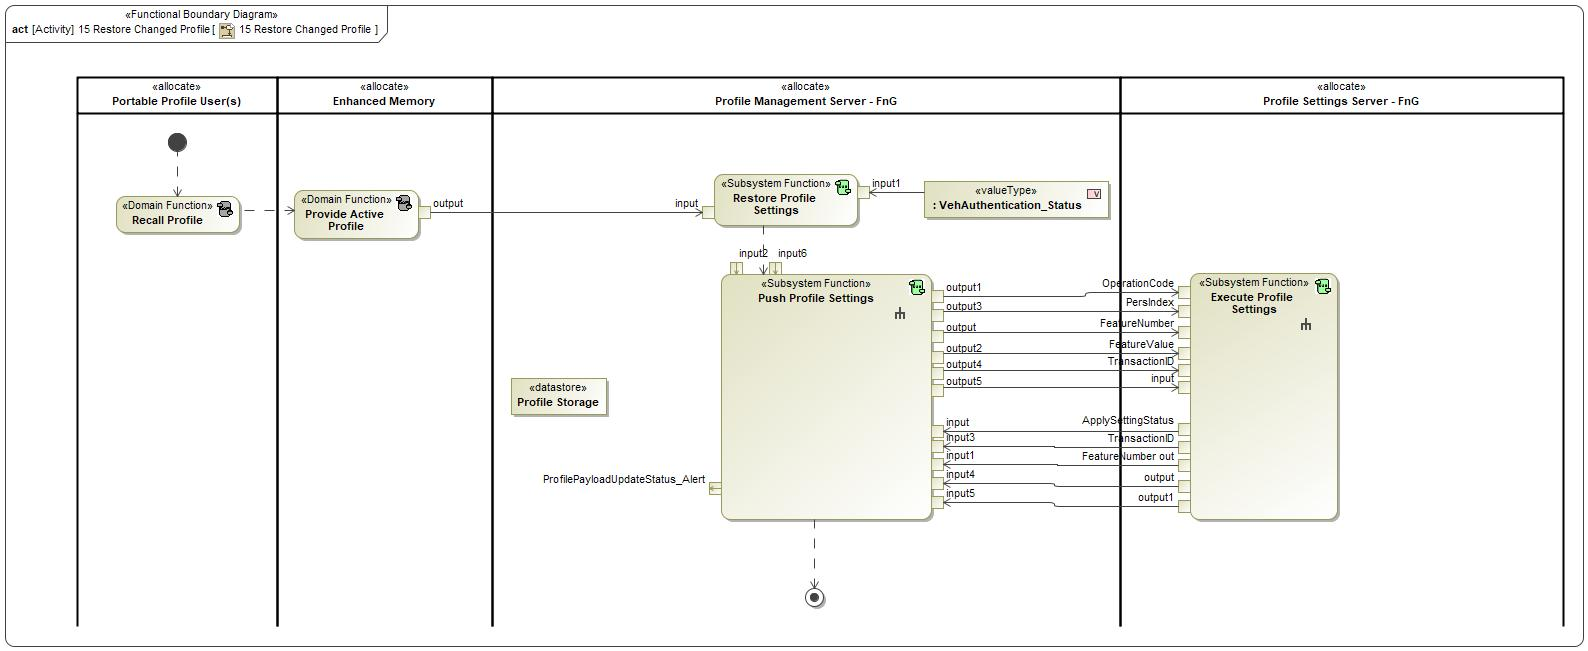 «Functional Boundary Diagram»
act [Activity] 15 Restore Changed Profile[ 15 Restore Changed Profile ]
«allocate»
Portable Profile User(s)
«allocate»
Enhanced Memory
«allocate»
Profile Management Server - FnG
«allocate»
Profile Settings Server - FnG
«Domain Function»
Recall Profile
«Domain Function»
Provide Active
Profile
output
input
«Subsystem Function»
Restore Profile
Settings
input1
«valueType»
V
: VehAuthentication_Status
input2
input6
«Subsystem Function»
Push Profile Settings
output1
output3
output
output2
output4
output5
input
input3
input1
input4
input5
OperationCode
PersIndex
FeatureNumber
FeatureValue
TransactionID
input
ApplySettingStatus
TransactionID
FeatureNumber out
output
output1
«Subsystem Function»
Execute Profile
Settings
«datastore»
Profile Storage
ProfilePayloadUpdateStatus_Alert